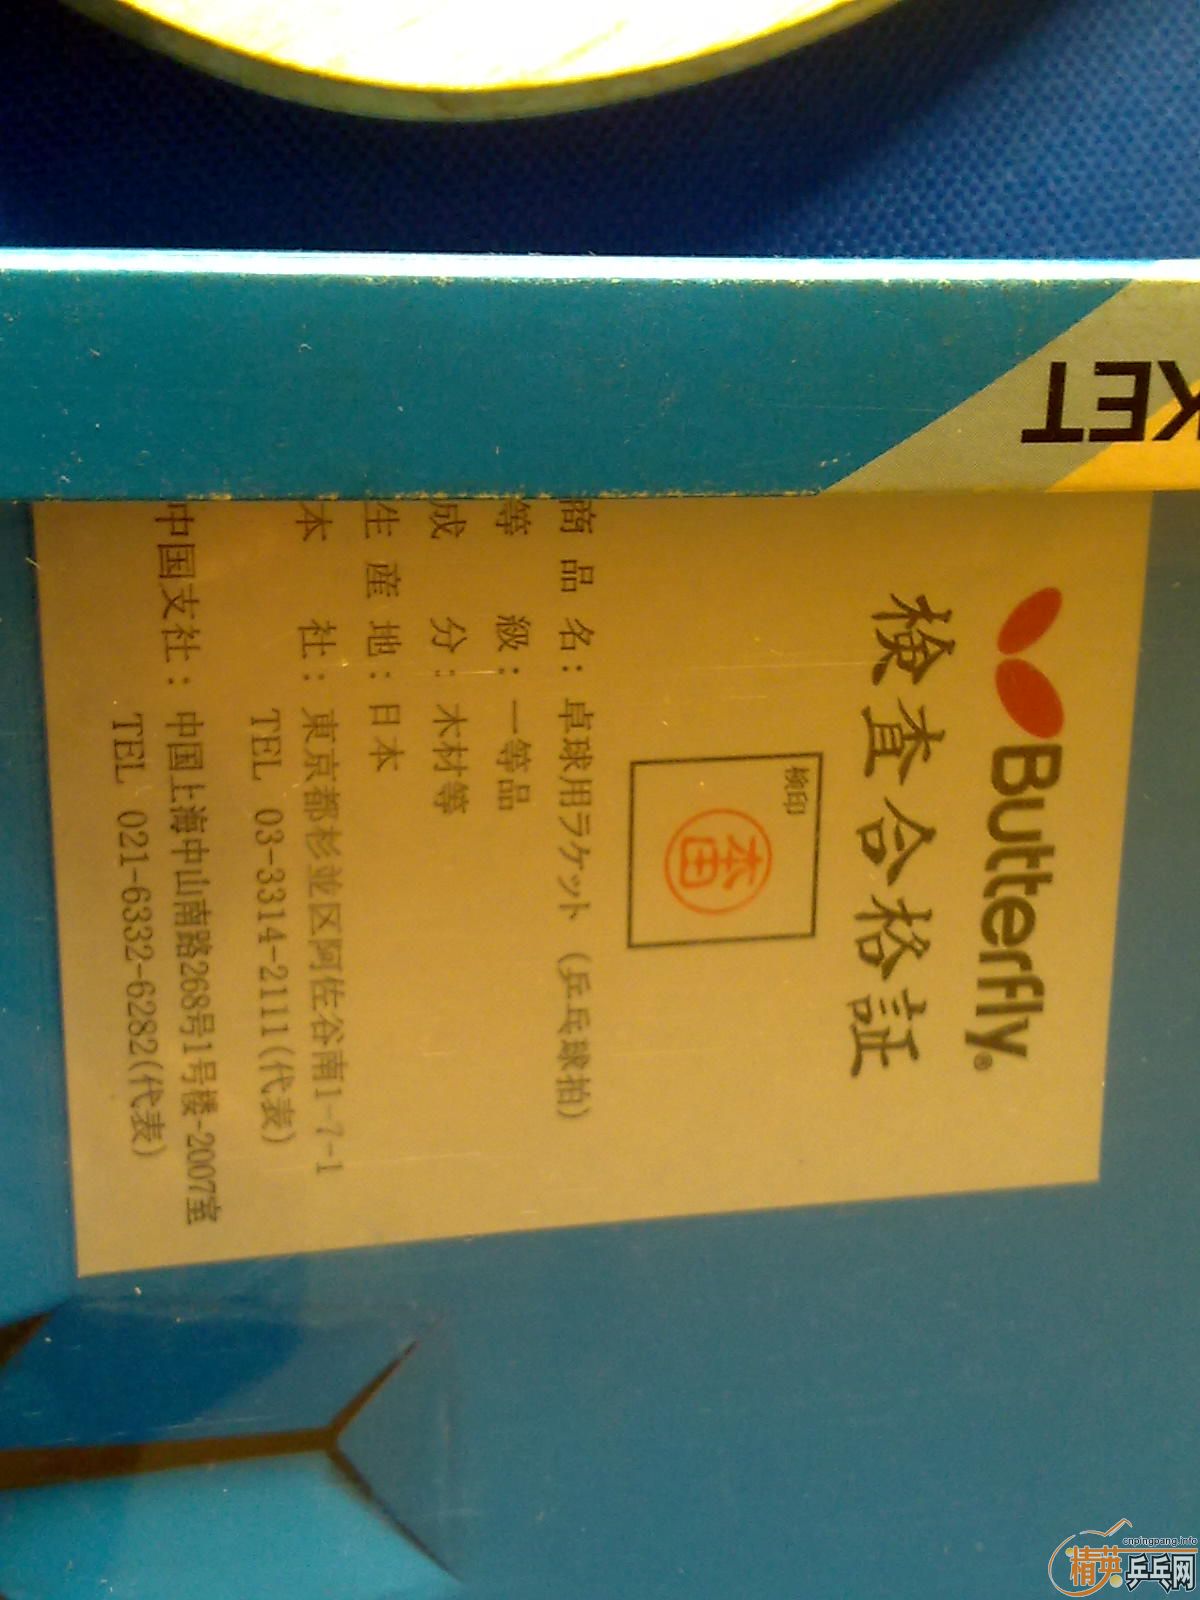 KET
Butterfly®
検査合格証
検印
本田
商品名：卓球用ラケット（乒乓球拍）
等級：一等品
成分：木材等
生産地：日本
本社：東京都杉並区阿佐谷南1-7-1
TEL 03-3314-2111(代表)
中国支社：中国上海中山南路268号1号楼-2007室
TEL 021-6332-6282(代表)
cnpingpang.info
精英乒乓网